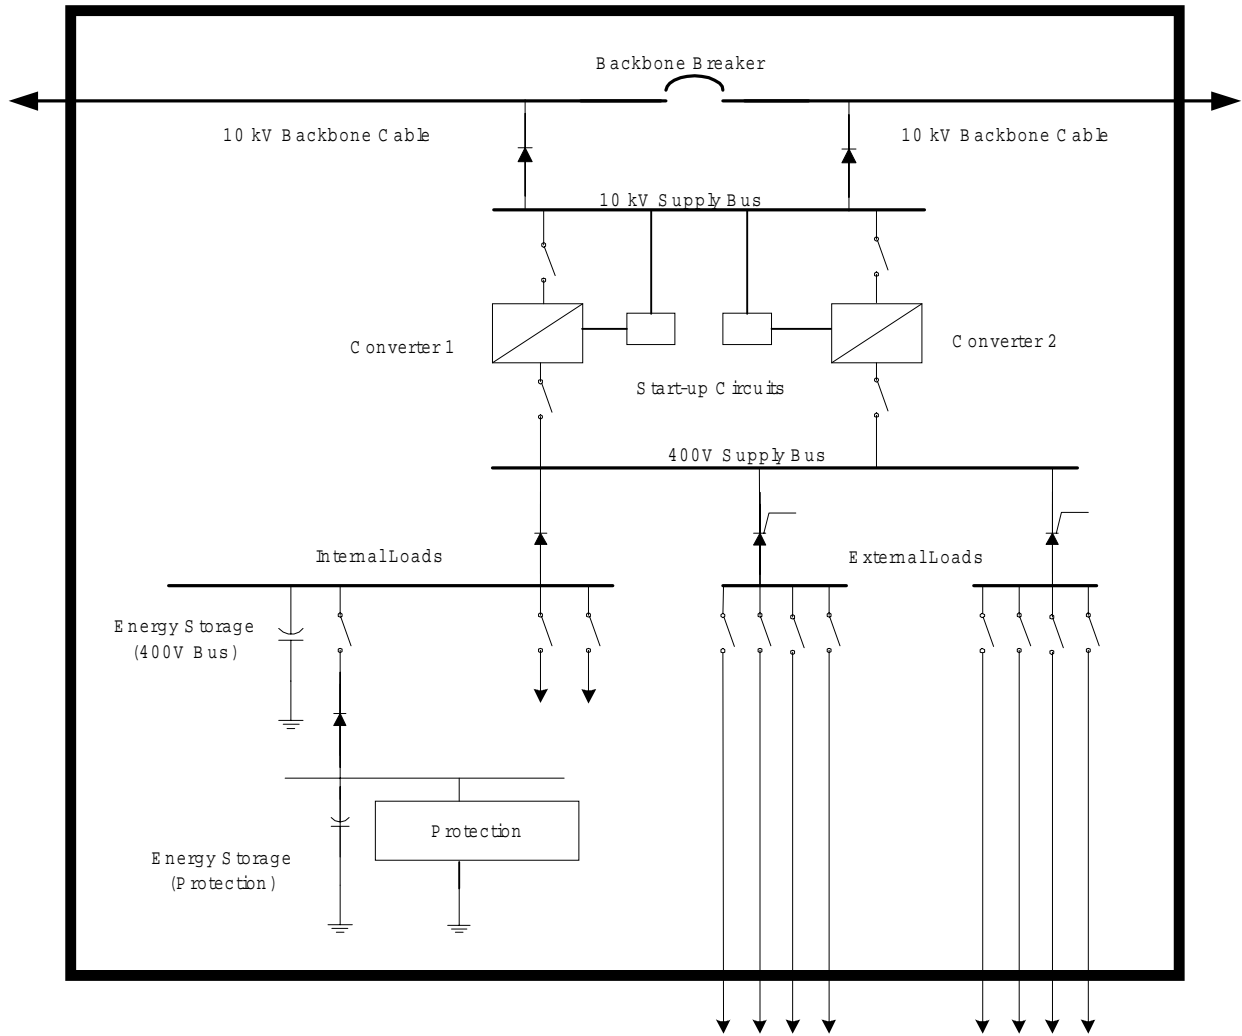 Backbone Breaker
10 kV Backbone Cable
10 kV Backbone Cable
10 kV Supply Bus
Converter 1
Converter 2
Start-up Circuits
400V Supply Bus
Internal Loads
External Loads
Energy Storage
(400V Bus)
Protection
Energy Storage
(Protection)